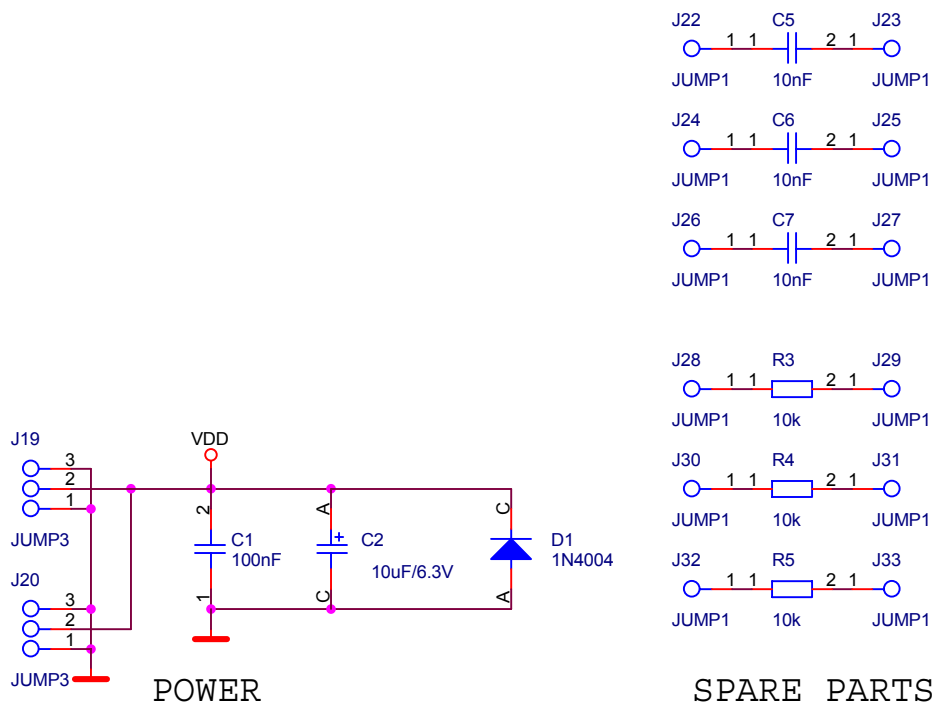 J22 C5 J23
1 1 2 1
JUMP1 10nF JUMP1
J24 C6 J25
1 1 2 1
JUMP1 10nF JUMP1
J26 C7 J27
1 1 2 1
JUMP1 10nF JUMP1
J28 R3 J29
1 1 2 1
JUMP1 10k JUMP1
J30 R4 J31
1 1 2 1
JUMP1 10k JUMP1
J32 R5 J33
1 1 2 1
JUMP1 10k JUMP1
SPARE PARTS
J19
3
2
1
JUMP3
J20
3
2
1
JUMP3
VDD
2
C1
100nF
1
A
+
C2
10uF/6.3V
C
C
D1
1N4004
A
POWER